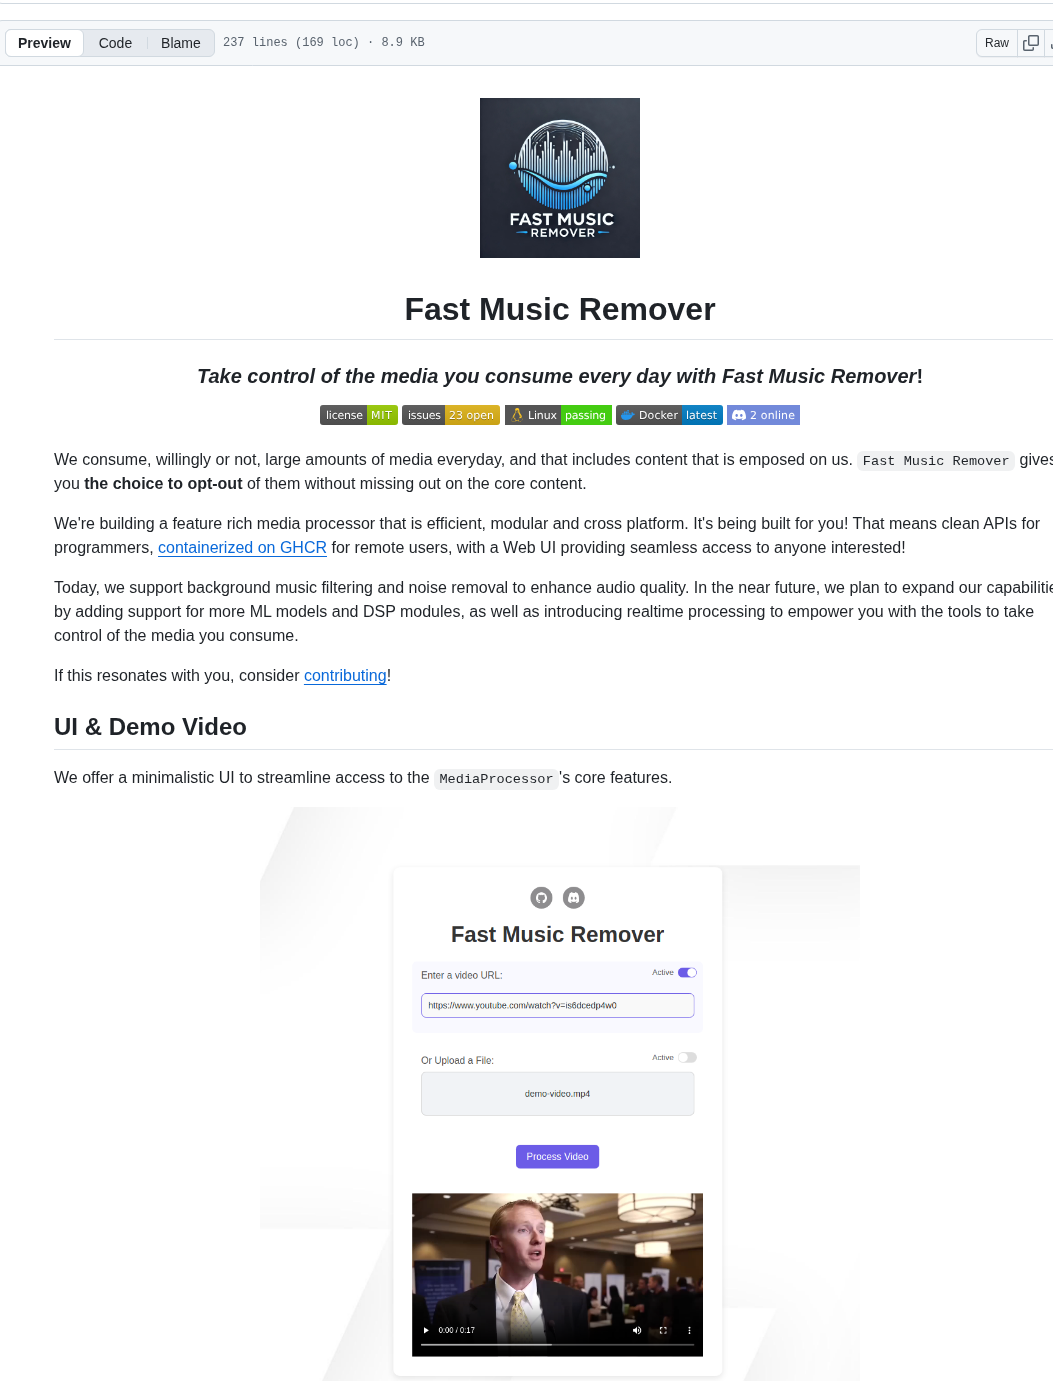 Preview Code Blame 237 lines (169 loc) · 8.9 KB Raw
FAST MUSIC
REMOVER
Fast Music Remover
Take control of the media you consume every day with Fast Music Remover!
license MIT issues 23 open Linux passing Docker latest 2 online
We consume, willingly or not, large amounts of media everyday, and that includes content that is emposed on us. Fast Music Remover gives
you the choice to opt-out of them without missing out on the core content.
We're building a feature rich media processor that is efficient, modular and cross platform. It's being built for you! That means clean APIs for
programmers, containerized on GHCR for remote users, with a Web UI providing seamless access to anyone interested!
Today, we support background music filtering and noise removal to enhance audio quality. In the near future, we plan to expand our capabilitie
by adding support for more ML models and DSP modules, as well as introducing realtime processing to empower you with the tools to take
control of the media you consume.
If this resonates with you, consider contributing!
UI & Demo Video
We offer a minimalistic UI to streamline access to the MediaProcessor's core features.
Fast Music Remover
Enter a video URL: Active
https://www.youtube.com/watch?v=is6dcedp4w0
Or Upload a File: Active
demo-video.mp4
Process Video
0:00 / 0:17